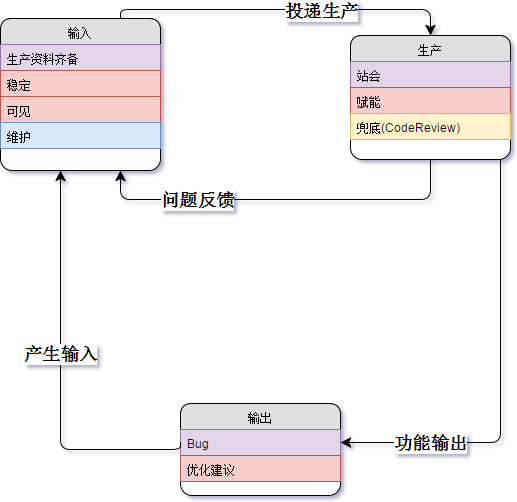 投递生产
输入
生产资料齐备
稳定
可见
维护
生产
站会
赋能
兜底(CodeReview)
问题反馈
产生输入
功能输出
输出
Bug
优化建议